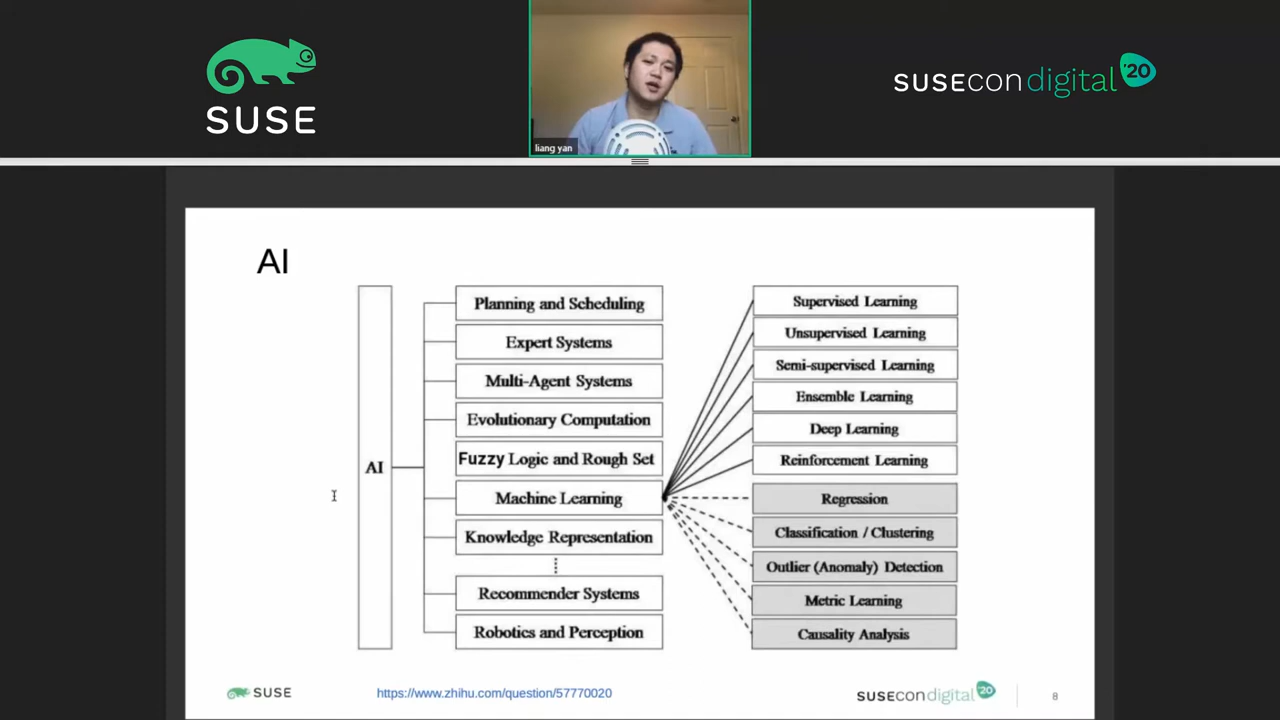 SUSE
liang yan
SUSEcon digital '20
AI
AI
Planning and Scheduling
Expert Systems
Multi-Agent Systems
Evolutionary Computation
Fuzzy Logic and Rough Set
Machine Learning
Knowledge Representation
Recommender Systems
Robotics and Perception
Supervised Learning
Unsupervised Learning
Semi-supervised Learning
Ensemble Learning
Deep Learning
Reinforcement Learning
Regression
Classification / Clustering
Outlier (Anomaly) Detection
Metric Learning
Causality Analysis
SUSE
https://www.zhihu.com/question/57770020
SUSEcon digital '20
8